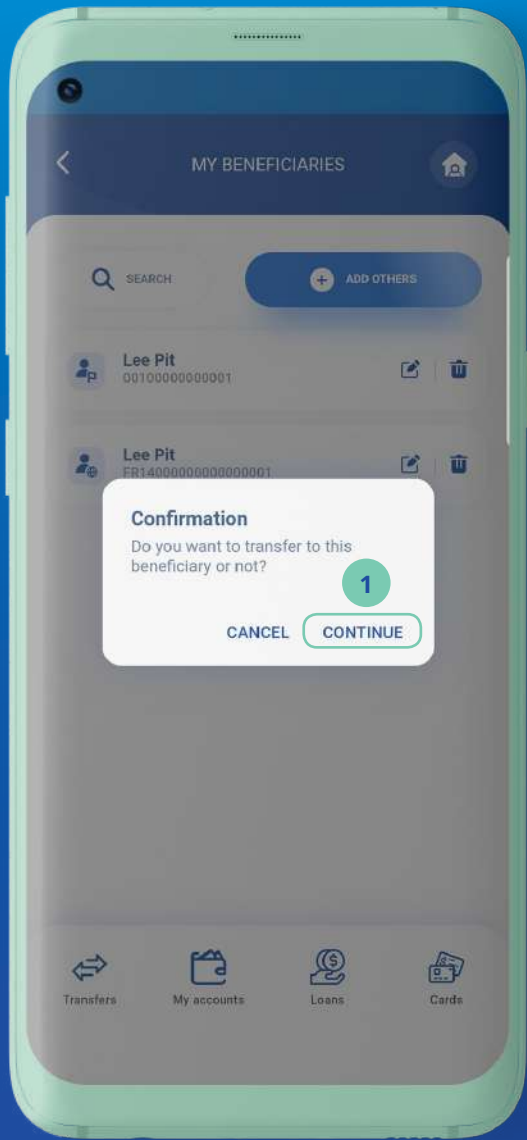 MY BENEFICIARIES
SEARCH
ADD OTHERS
Lee Pit
00100000000001
Lee Pit
FR14000000000000001
Confirmation
Do you want to transfer to this
beneficiary or not?
1
CANCEL CONTINUE
Transfers My accounts Loans Cards